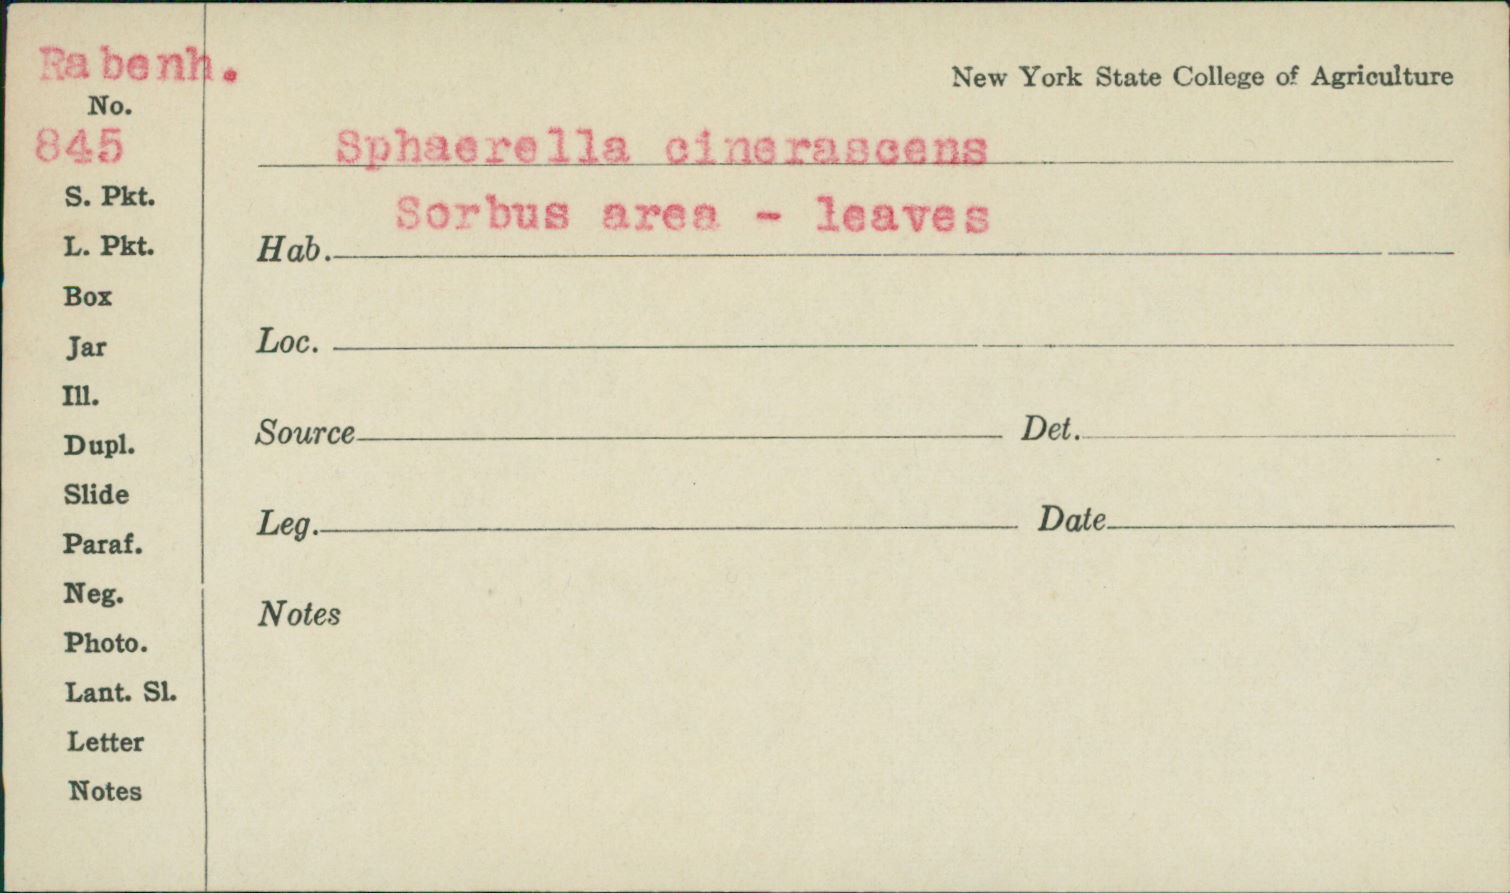 Rabenh.
No.
845
S. Pkt.
L. Pkt.
Box
Jar
Ill.
Dupl.
Slide
Paraf.
Neg.
Photo.
Lant. Sl.
Letter
Notes
New York State College of Agriculture
Sphaerella cinerascens
Sorbus area - leaves
Hab.
Loc.
Source Det.
Leg. Date
Notes